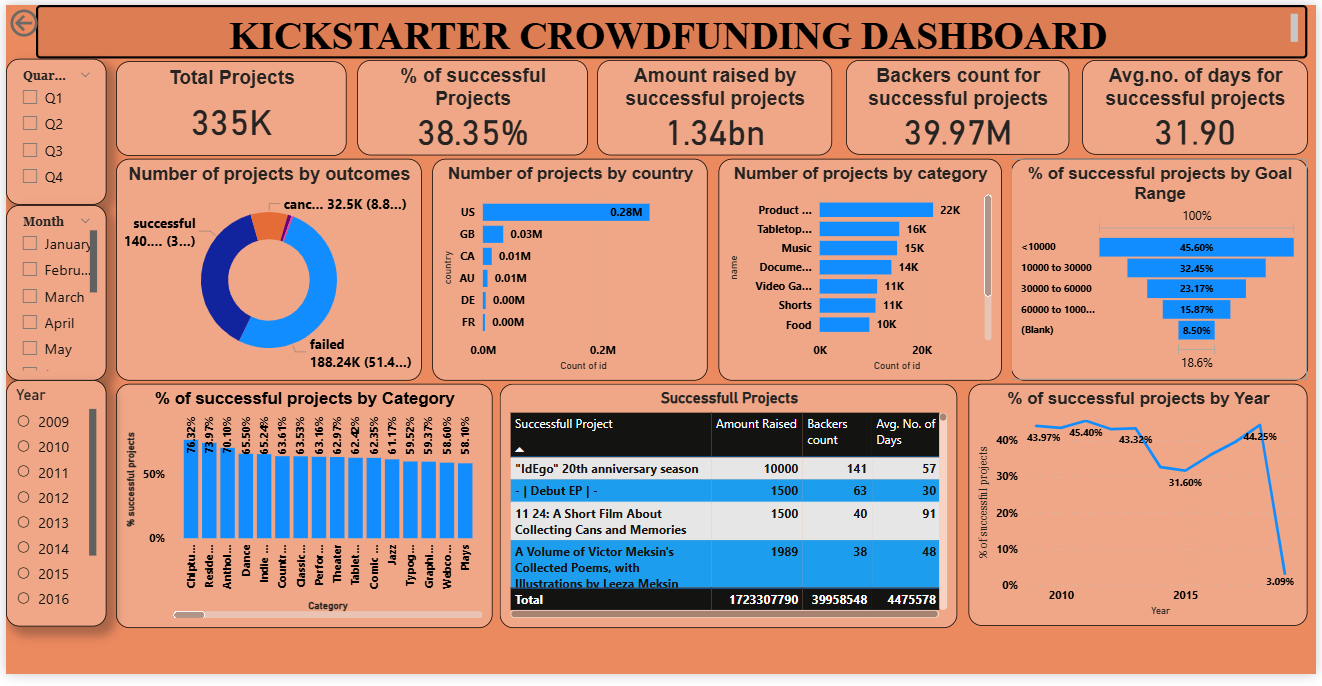 KICKSTARTER CROWDFUNDING DASHBOARD
Quar...
Q1
Q2
Q3
Q4
Month
January
Febru...
March
April
May
Year
2009
2010
2011
2012
2013
2014
2015
2016
Total Projects
335K
% of successful
Projects
38.35%
Amount raised by
successful projects
1.34bn
Backers count for
successful projects
39.97M
Avg.no. of days for
successful projects
31.90
Number of projects by outcomes
canc... 32.5K (8.8...)
successful
140.... (3...)
failed
188.24K (51.4...)
Number of projects by country
country
US 0.28M
GB 0.03M
CA 0.01M
AU 0.01M
DE 0.00M
FR 0.00M
0.0M 0.2M
Count of id
Number of projects by category
name
Product ... 22K
Tabletop... 16K
Music 15K
Docume... 14K
Video Ga... 11K
Shorts 11K
Food 10K
0K 20K
Count of id
% of successful projects by Goal
Range
100%
<10000 45.60%
10000 to 30000 32.45%
30000 to 60000 23.17%
60000 to 1000... 15.87%
(Blank) 8.50%
18.6%
% of successful projects by Category
% successful projects
50%
0%
76.32%
73.97%
70.10%
65.50%
65.24%
63.61%
63.53%
63.16%
62.97%
62.42%
62.35%
61.17%
59.52%
59.37%
58.60%
58.10%
Chiptu...
Reside...
Antholi...
Dance
Indie ...
Countr...
Classic...
Perfor...
Theater
Tablet...
Comic ...
Jazz
Typog...
Graphi...
Webco...
Plays
Category
Successfull Projects
Successfull Project Amount Raised Backers count Avg. No. of Days
"IdEgo" 20th anniversary season 10000 141 57
- | Debut EP | - 1500 63 30
11 24: A Short Film About 1500 40 91
Collecting Cans and Memories
A Volume of Victor Meksin's 1989 38 48
Collected Poems, with
Illustrations by Leeza Meksin
Total 1723307790 39958548 4475578
% of successful projects by Year
% of successful projects
40%
30%
20%
10%
0%
43.97%
45.40%
43.32%
31.60%
44.25%
3.09%
2010 2015
Year